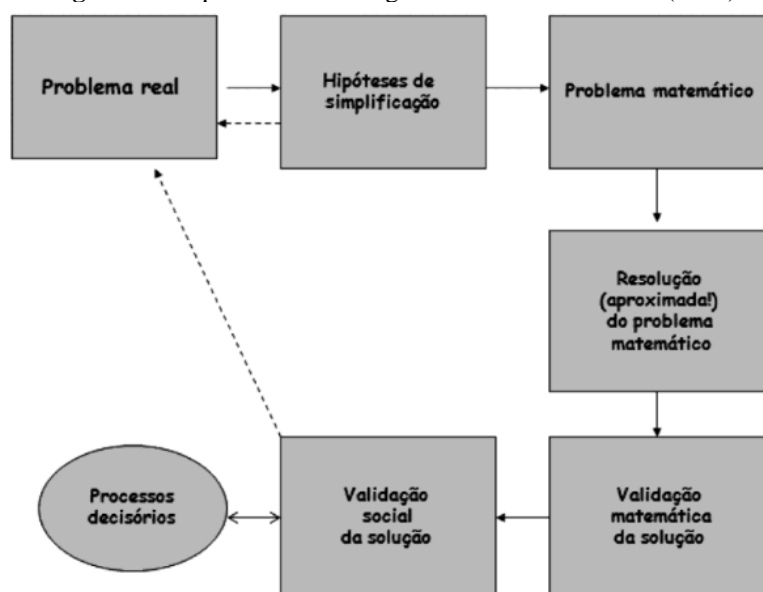 Problema real
Hipóteses de
simplificação
Problema matemático
Resolução
(aproximada!)
do problema
matemático
Processos
decisórios
Validação
social
da solução
Validação
matemática
da solução